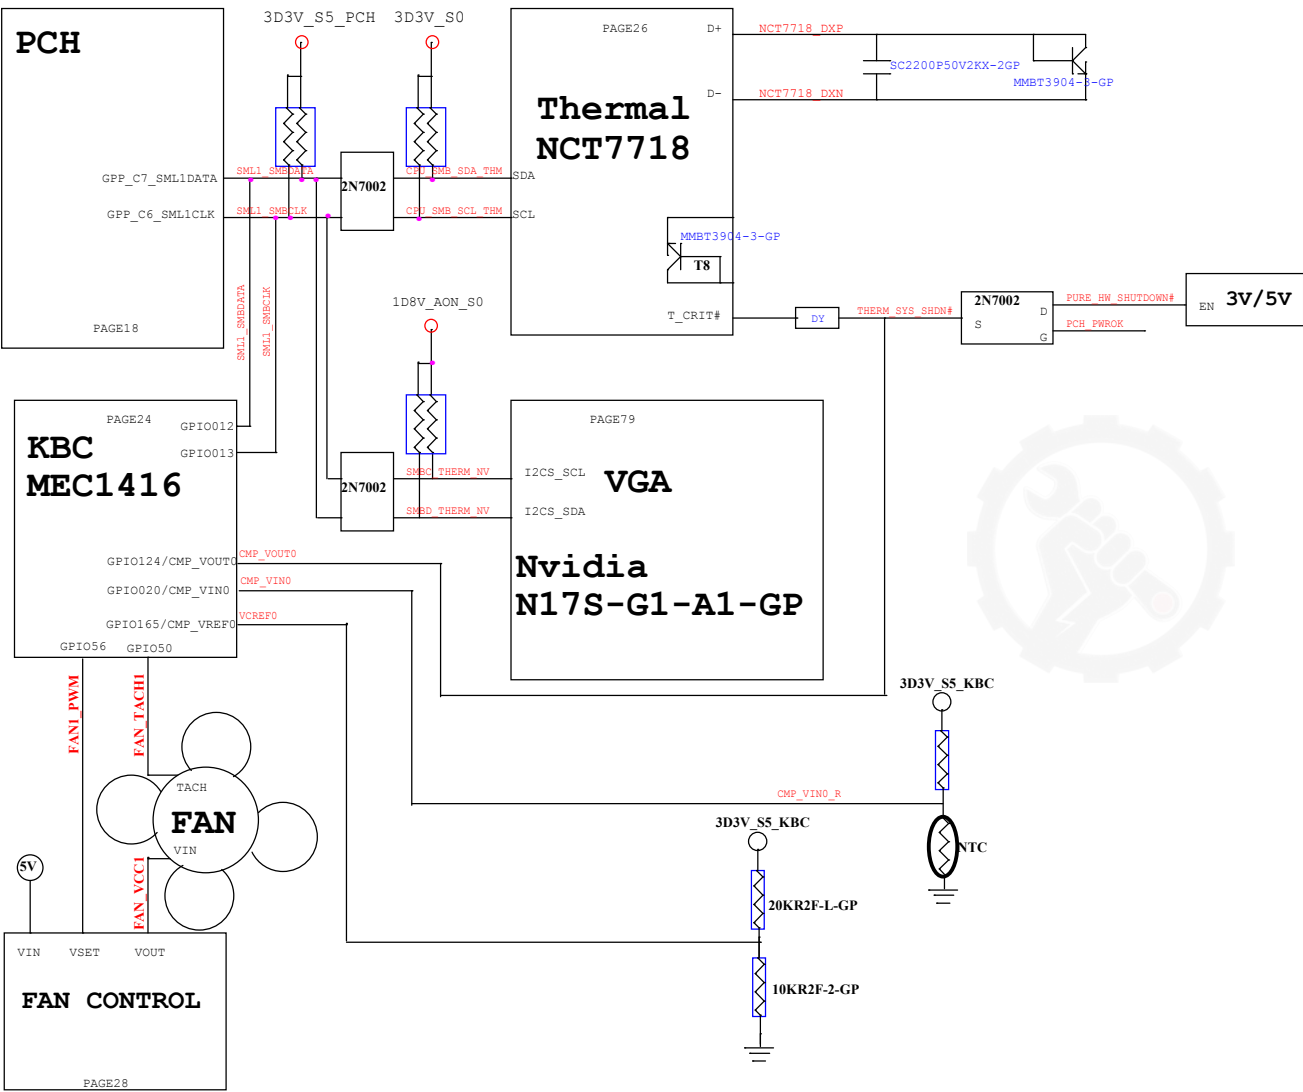 3D3V_S5_PCH
3D3V_S0
PCH
PAGE26
D+
NCT7718_DXP
SC2200P50V2KX-2GP
MMBT3904-3-GP
D-
NCT7718_DXN
Thermal
NCT7718
GPP_C7_SML1DATA
SML1_SMBDATA
2N7002
CPU_SMB_SDA_THM
SDA
GPP_C6_SML1CLK
SML1_SMBCLK
CPU_SMB_SCL_THM
SCL
MMBT3904-3-GP
T8
SML1_SMBDATA
SML1_SMBCLK
PAGE18
1D8V_AON_S0
T_CRIT#
DY
THERM_SYS_SHDN#
2N7002
S
D
G
PURE_HW_SHUTDOWN#
PCH_PWROK
EN
3V/5V
PAGE24
GPIO012
GPIO013
KBC
MEC1416
PAGE79
2N7002
SMBC_THERM_NV
I2CS_SCL
VGA
SMBD_THERM_NV
I2CS_SDA
Nvidia
N17S-G1-A1-GP
GPIO124/CMP_VOUT0
CMP_VOUT0
GPIO020/CMP_VIN0
CMP_VIN0
GPIO165/CMP_VREF0
VCREF0
GPIO56
GPIO50
FAN1_PWM
FAN_TACH1
3D3V_S5_KBC
TACH
FAN
VIN
CMP_VIN0_R
NTC
3D3V_S5_KBC
5V
FAN_VCC1
20KR2F-L-GP
VIN
VSET
VOUT
10KR2F-2-GP
FAN CONTROL
PAGE28